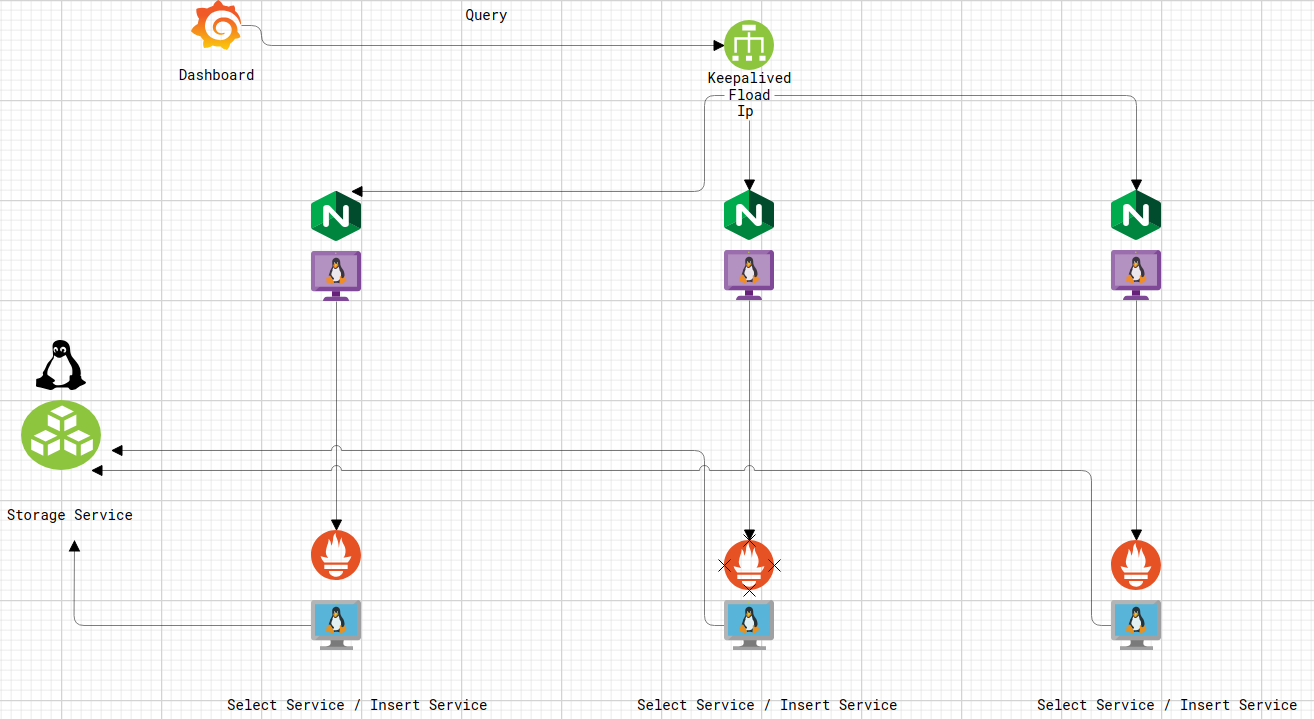 Query
Dashboard
Keepalived
Fload
Ip
N
N
N
Storage Service
Select Service / Insert Service
Select Service / Insert Service
Select Service / Insert Service